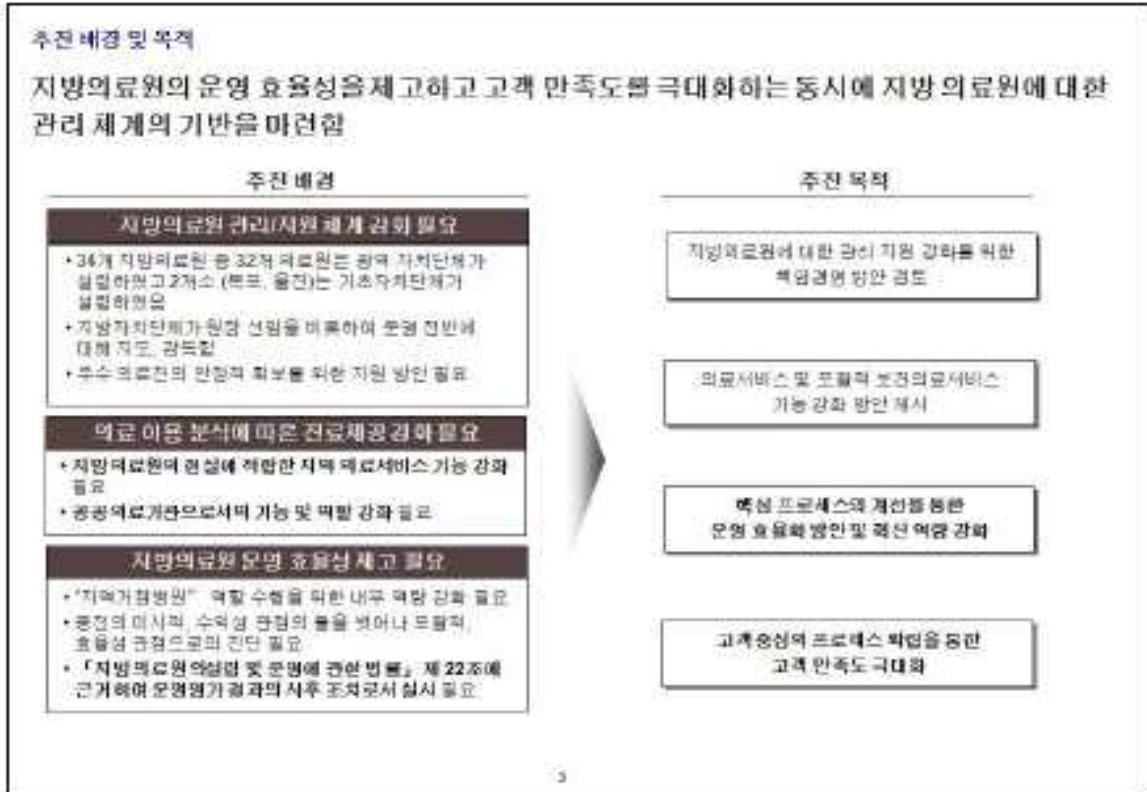 추진 배경 및 목적
지방의료원의 운영 효율성을 제고하고 고객 만족도를 극대화하는 동시에 지방 의료원에 대한
관리 체계의 기반을 마련함
추진 배경
지방의료원 관리/지원 체계 강화 필요
• 34개 지방의료원 중 32개 의료원은 광역 자치단체가
설립하였고 2개소 (목포, 울진)는 기초자치단체가
설립하였음
• 지방자치단체가 원장 선임을 비롯하여 운영 전반에
대해 지도, 감독함
• 우수 의료진의 안정적 확보를 위한 지원 방안 필요
의료 이용 분석에 따른 진료제공 강화 필요
• 지방의료원의 현실에 적합한 지역 의료서비스 기능 강화
필요
• 공공의료기관으로서의 기능 및 역할 강화 필요
지방의료원 운영 효율성 제고 필요
• "지역거점병원" 역할 수행을 위한 내부 역량 강화 필요
• 종전의 미시적, 수익성 관점의 틀을 벗어나 포괄적,
효율성 관점으로의 진단 필요
• 「지방의료원의설립 및 운영에 관한 법률」 제 22조에
근거하여 운영평가 결과의 사후 조치로서 실시 필요
추진 목적
지방의료원에 대한 관리 지원 강화를 위한
책임경영 방안 검토
의료서비스 및 포괄적 보건의료서비스
기능 강화 방안 제시
핵심 프로세스의 개선을 통한
운영 효율화 방안 및 혁신 역량 강화
고객중심의 프로세스 확립을 통한
고객 만족도 극대화
3